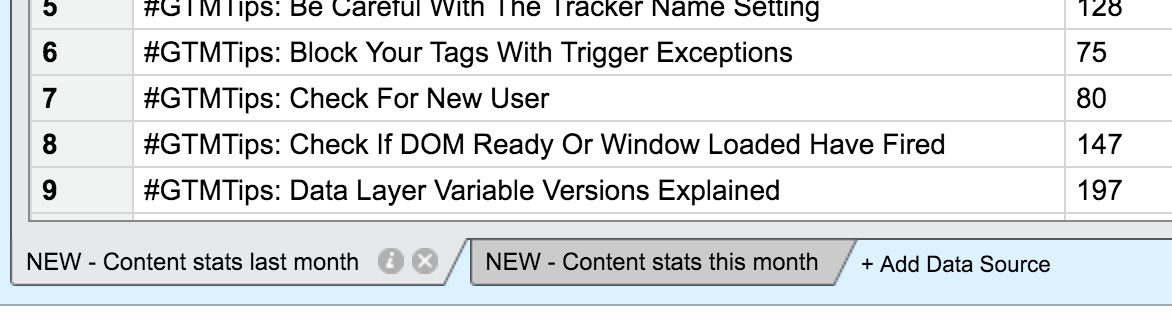 5 #GTMTips: Be Careful With The Tracker Name Setting 128
6 #GTMTips: Block Your Tags With Trigger Exceptions 75
7 #GTMTips: Check For New User 80
8 #GTMTips: Check If DOM Ready Or Window Loaded Have Fired 147
9 #GTMTips: Data Layer Variable Versions Explained 197
NEW - Content stats last month NEW - Content stats this month + Add Data Source